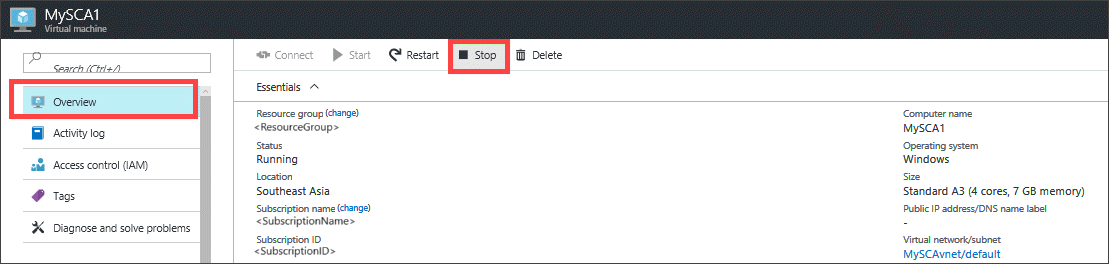 MySCA1
Virtual machine
Search (Ctrl+/)
Overview
Activity log
Access control (IAM)
Tags
Diagnose and solve problems
Connect Start Restart Stop Delete
Essentials
Resource group (change)
<ResourceGroup>
Status
Running
Location
Southeast Asia
Subscription name (change)
<SubscriptionName>
Subscription ID
<SubscriptionID>
Computer name
MySCA1
Operating system
Windows
Size
Standard A3 (4 cores, 7 GB memory)
Public IP address/DNS name label
-
Virtual network/subnet
MySCAvnet/default